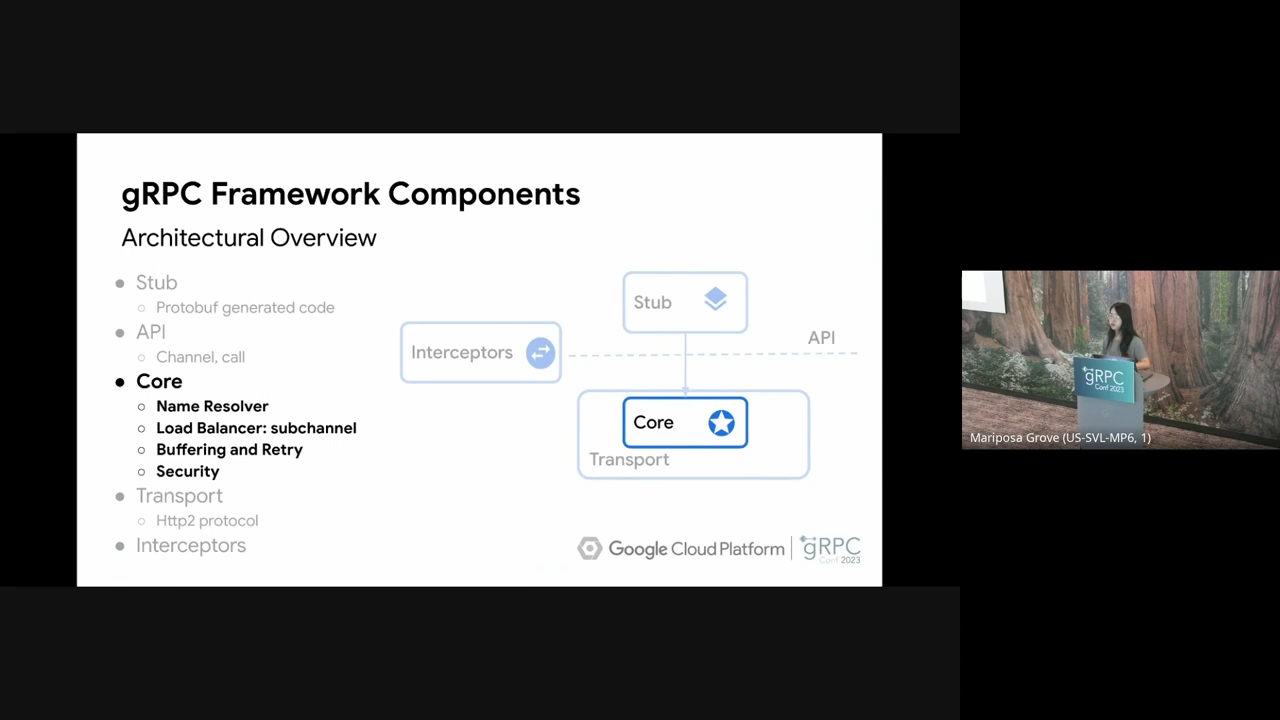 gRPC Framework Components
Architectural Overview
● Stub
○ Protobuf generated code
● API
○ Channel, call
● Core
○ Name Resolver
○ Load Balancer: subchannel
○ Buffering and Retry
○ Security
● Transport
○ Http2 protocol
● Interceptors
Stub
API
Interceptors
Core
Transport
Google Cloud Platform
gRPC
Conf 2023
gRPC
Conf 2023
Mariposa Grove (US-SVL-MP6, 1)